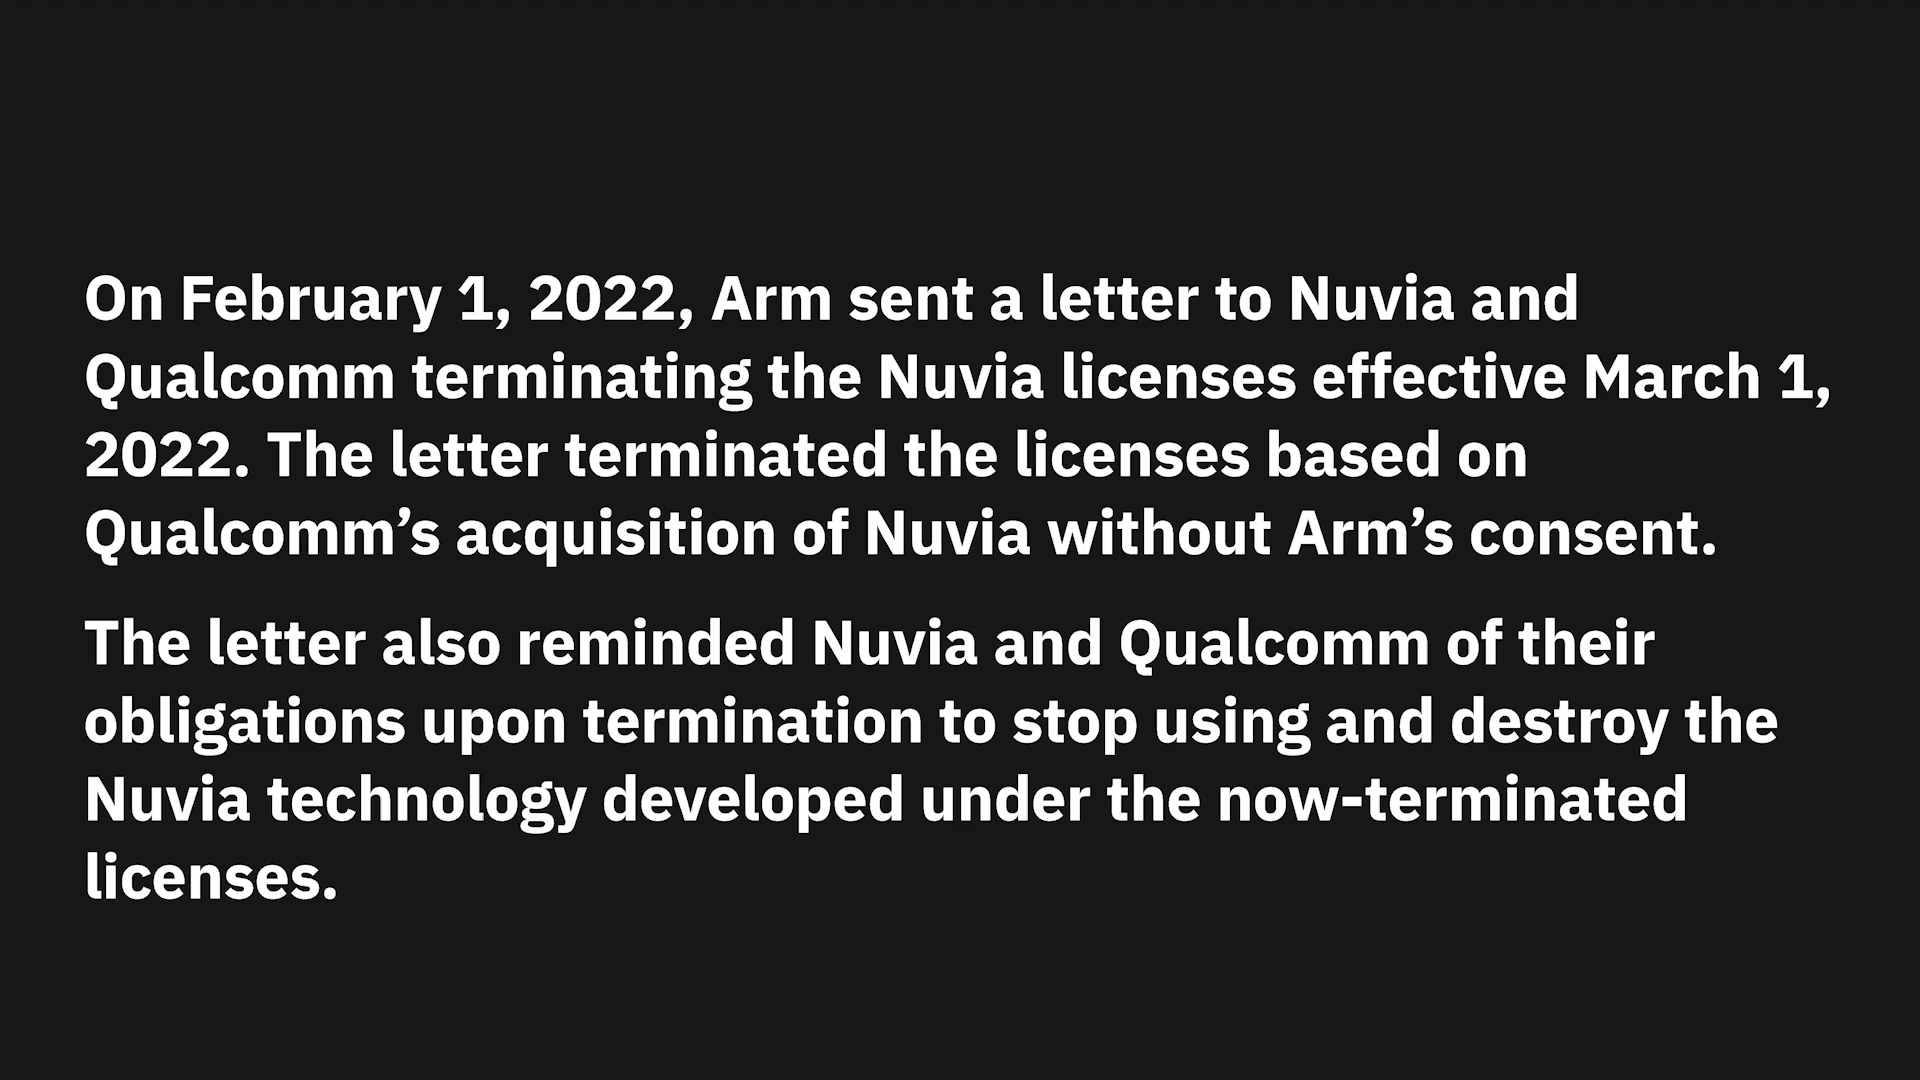 On February 1, 2022, Arm sent a letter to Nuvia and
Qualcomm terminating the Nuvia licenses effective March 1,
2022. The letter terminated the licenses based on
Qualcomm’s acquisition of Nuvia without Arm’s consent.
The letter also reminded Nuvia and Qualcomm of their
obligations upon termination to stop using and destroy the
Nuvia technology developed under the now-terminated
licenses.